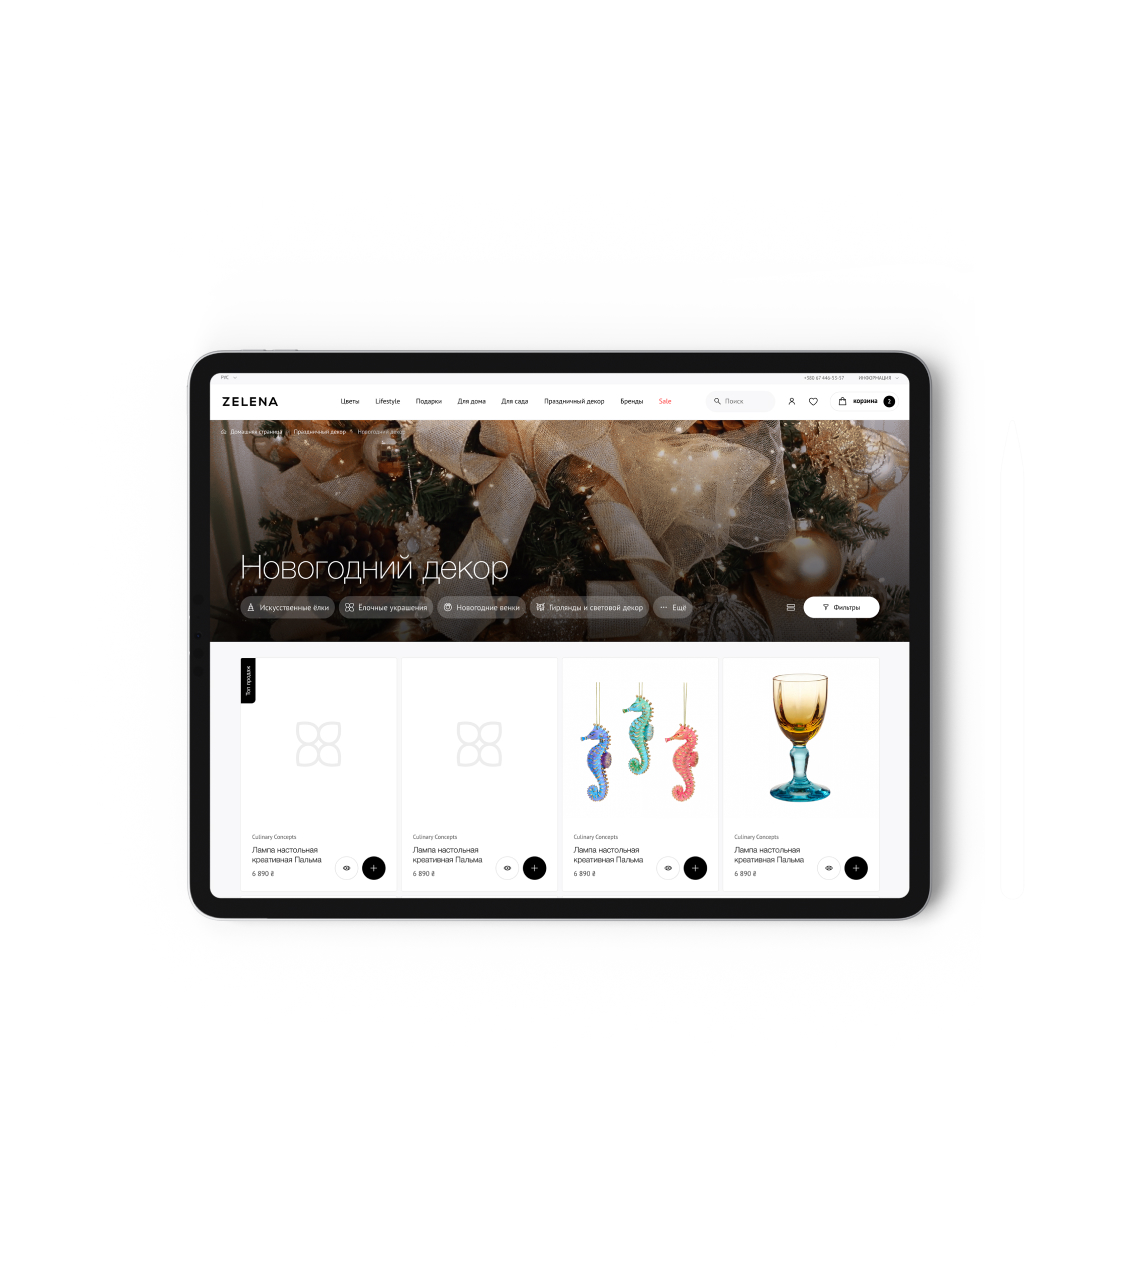 РУС
+380 67 446-55-57
ИНФОРМАЦИЯ
ZELENA
Цветы
Lifestyle
Подарки
Для дома
Для сада
Праздничный декор
Бренды
Sale
Поиск
корзина
2
Домашняя страница
Праздничный декор
Новогодний декор
Новогодний декор
Искусственные ёлки
Елочные украшения
Новогодние венки
Гирлянды и световой декор
Ещё
Фильтры
Топ продаж
Culinary Concepts
Лампа настольная
креативная Пальма
6 890 ₴
Culinary Concepts
Лампа настольная
креативная Пальма
6 890 ₴
Culinary Concepts
Лампа настольная
креативная Пальма
6 890 ₴
Culinary Concepts
Лампа настольная
креативная Пальма
6 890 ₴